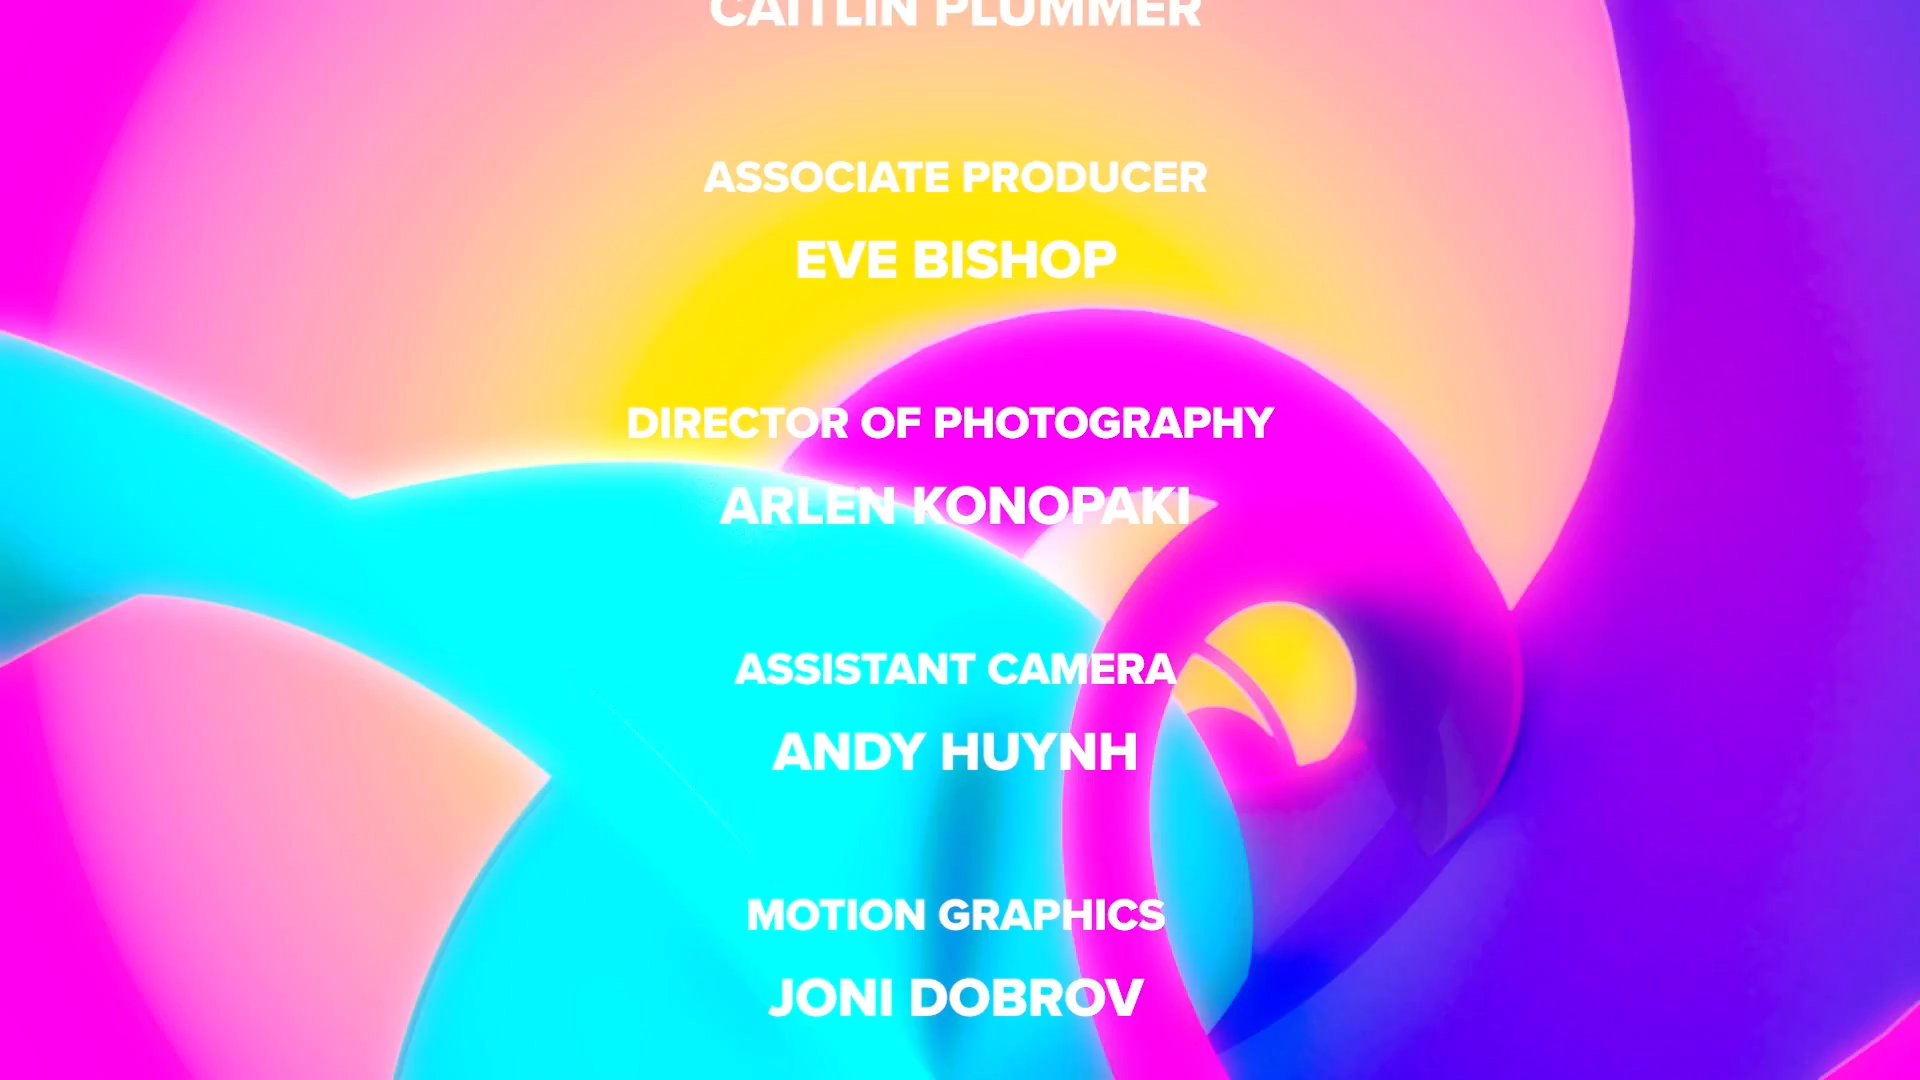 CAITLIN PLUMMER
ASSOCIATE PRODUCER
EVE BISHOP
DIRECTOR OF PHOTOGRAPHY
ARLEN KONOPAKI
ASSISTANT CAMERA
ANDY HUYNH
MOTION GRAPHICS
JONI DOBROV